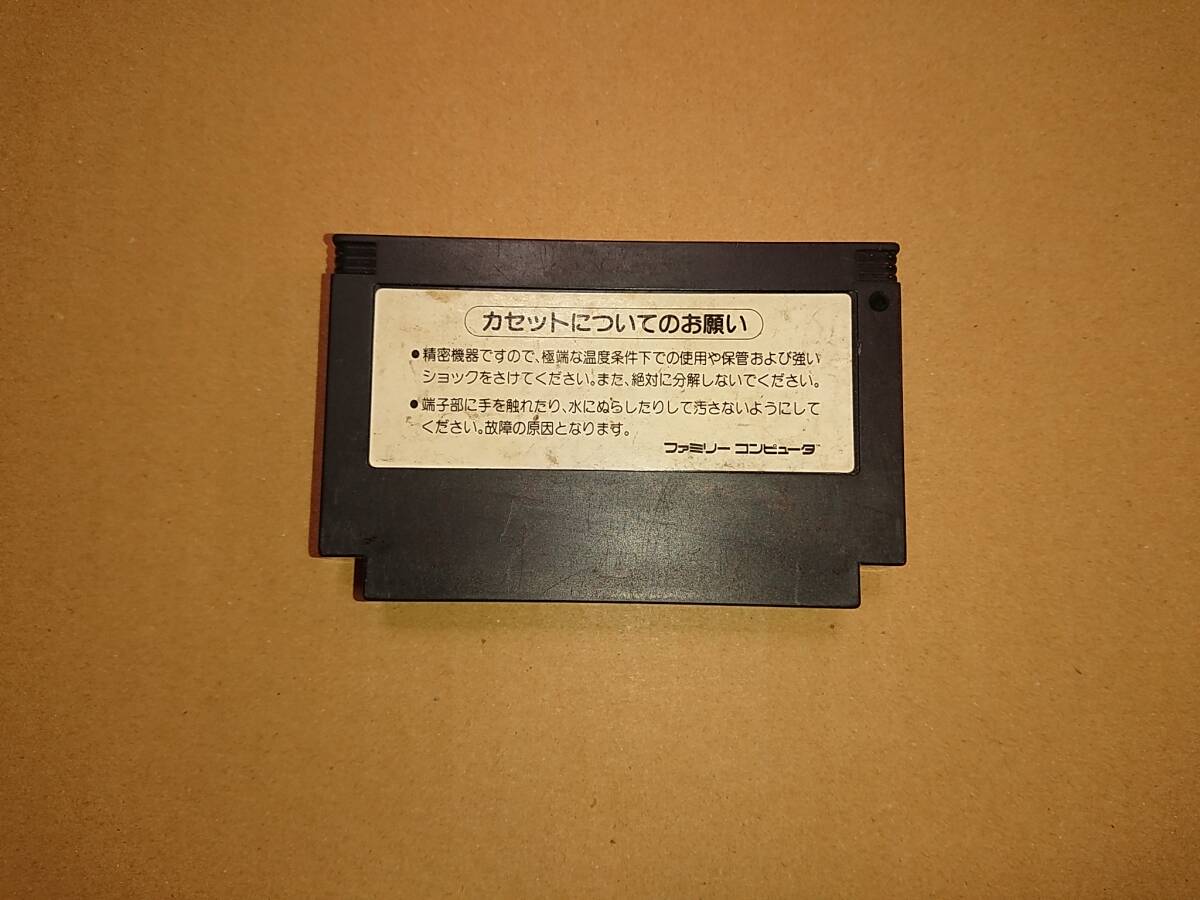 カセットについてのお願い
●精密機器ですので、極端な温度条件下での使用や保管および強い
ショックをさけてください。また、絶対に分解しないでください。
●端子部に手を触れたり、水にぬらしたりして汚さないようにして
ください。故障の原因となります。
ファミリー コンピュータ™